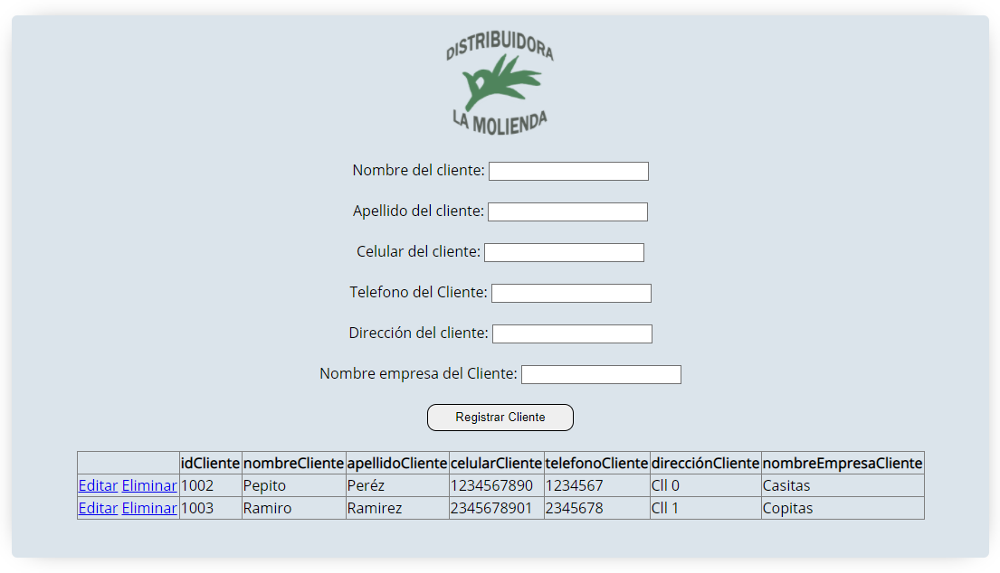 DISTRIBUIDORA
LA MOLIENDA
Nombre del cliente:
Apellido del cliente:
Celular del cliente:
Telefono del Cliente:
Dirección del cliente:
Nombre empresa del Cliente:
Registrar Cliente
idCliente nombreCliente apellidoCliente celularCliente telefonoCliente direcciónCliente nombreEmpresaCliente
Editar Eliminar 1002 Pepito Peréz 1234567890 1234567 Cll 0 Casitas
Editar Eliminar 1003 Ramiro Ramirez 2345678901 2345678 Cll 1 Copitas